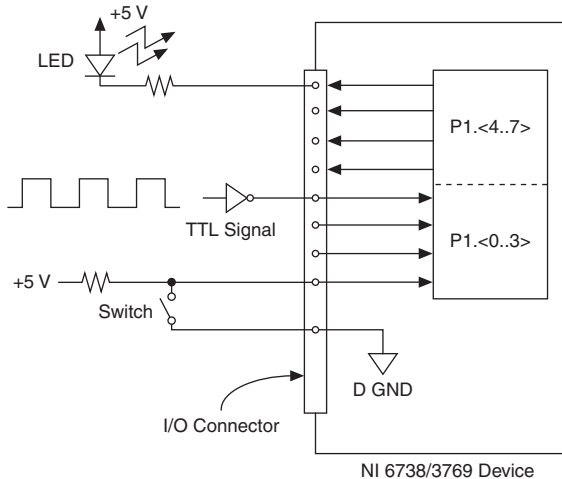 +5 V
LED
P1.<4..7>
TTL Signal
P1.<0..3>
+5 V
Switch
D GND
I/O Connector
NI 6738/3769 Device